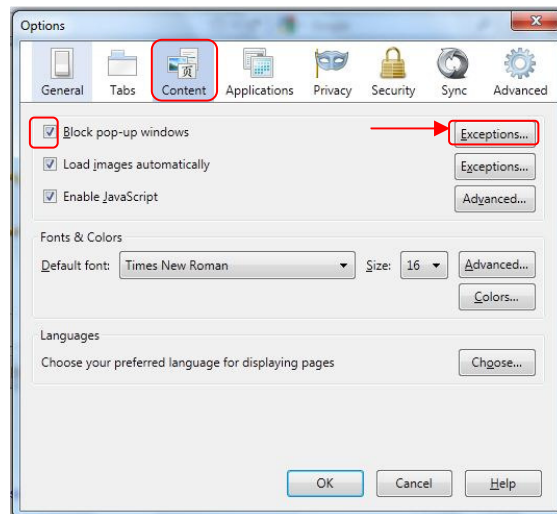 Options
General Tabs Content Applications Privacy Security Sync Advanced
Block pop-up windows Exceptions...
Load images automatically Exceptions...
Enable JavaScript Advanced...
Fonts & Colors
Default font: Times New Roman Size: 16 Advanced...
Colors...
Languages
Choose your preferred language for displaying pages Choose...
OK Cancel Help